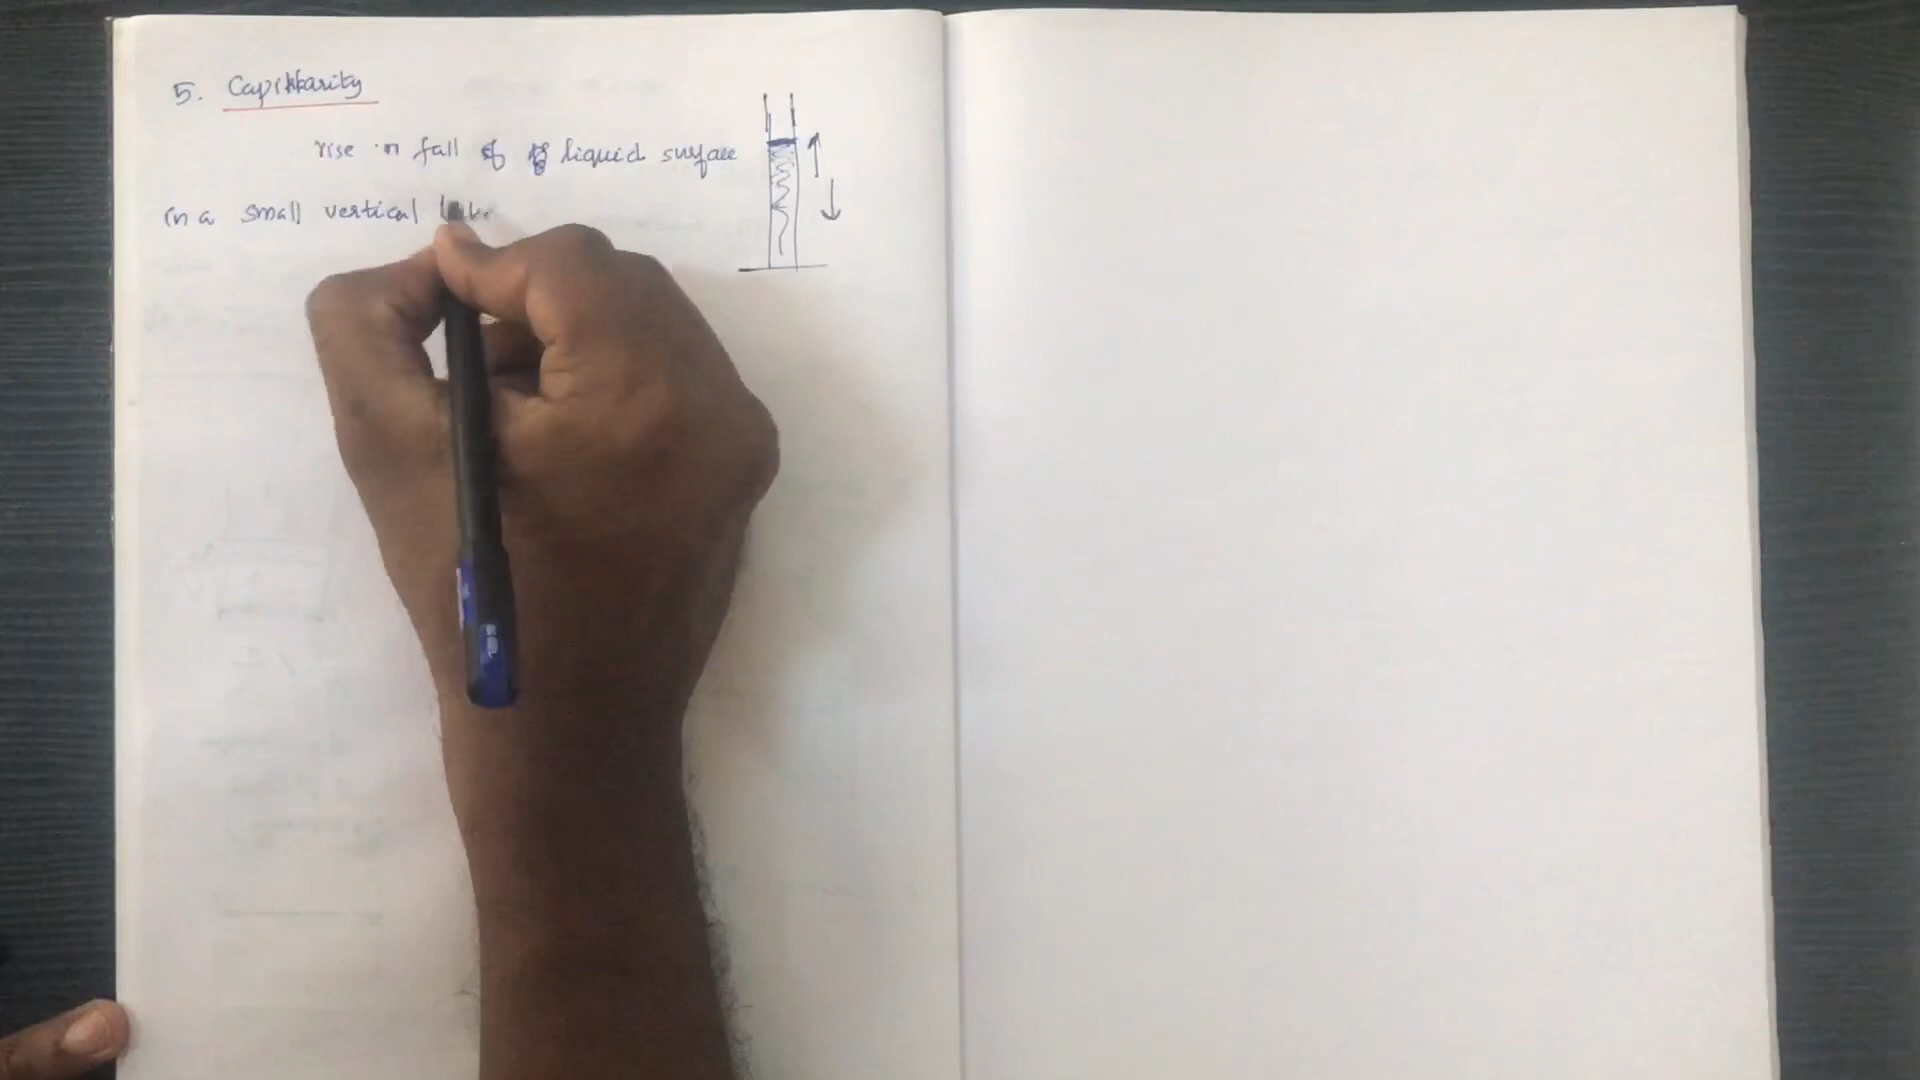 5. Capillarity
rise or fall of liquid surface
in a small vertical